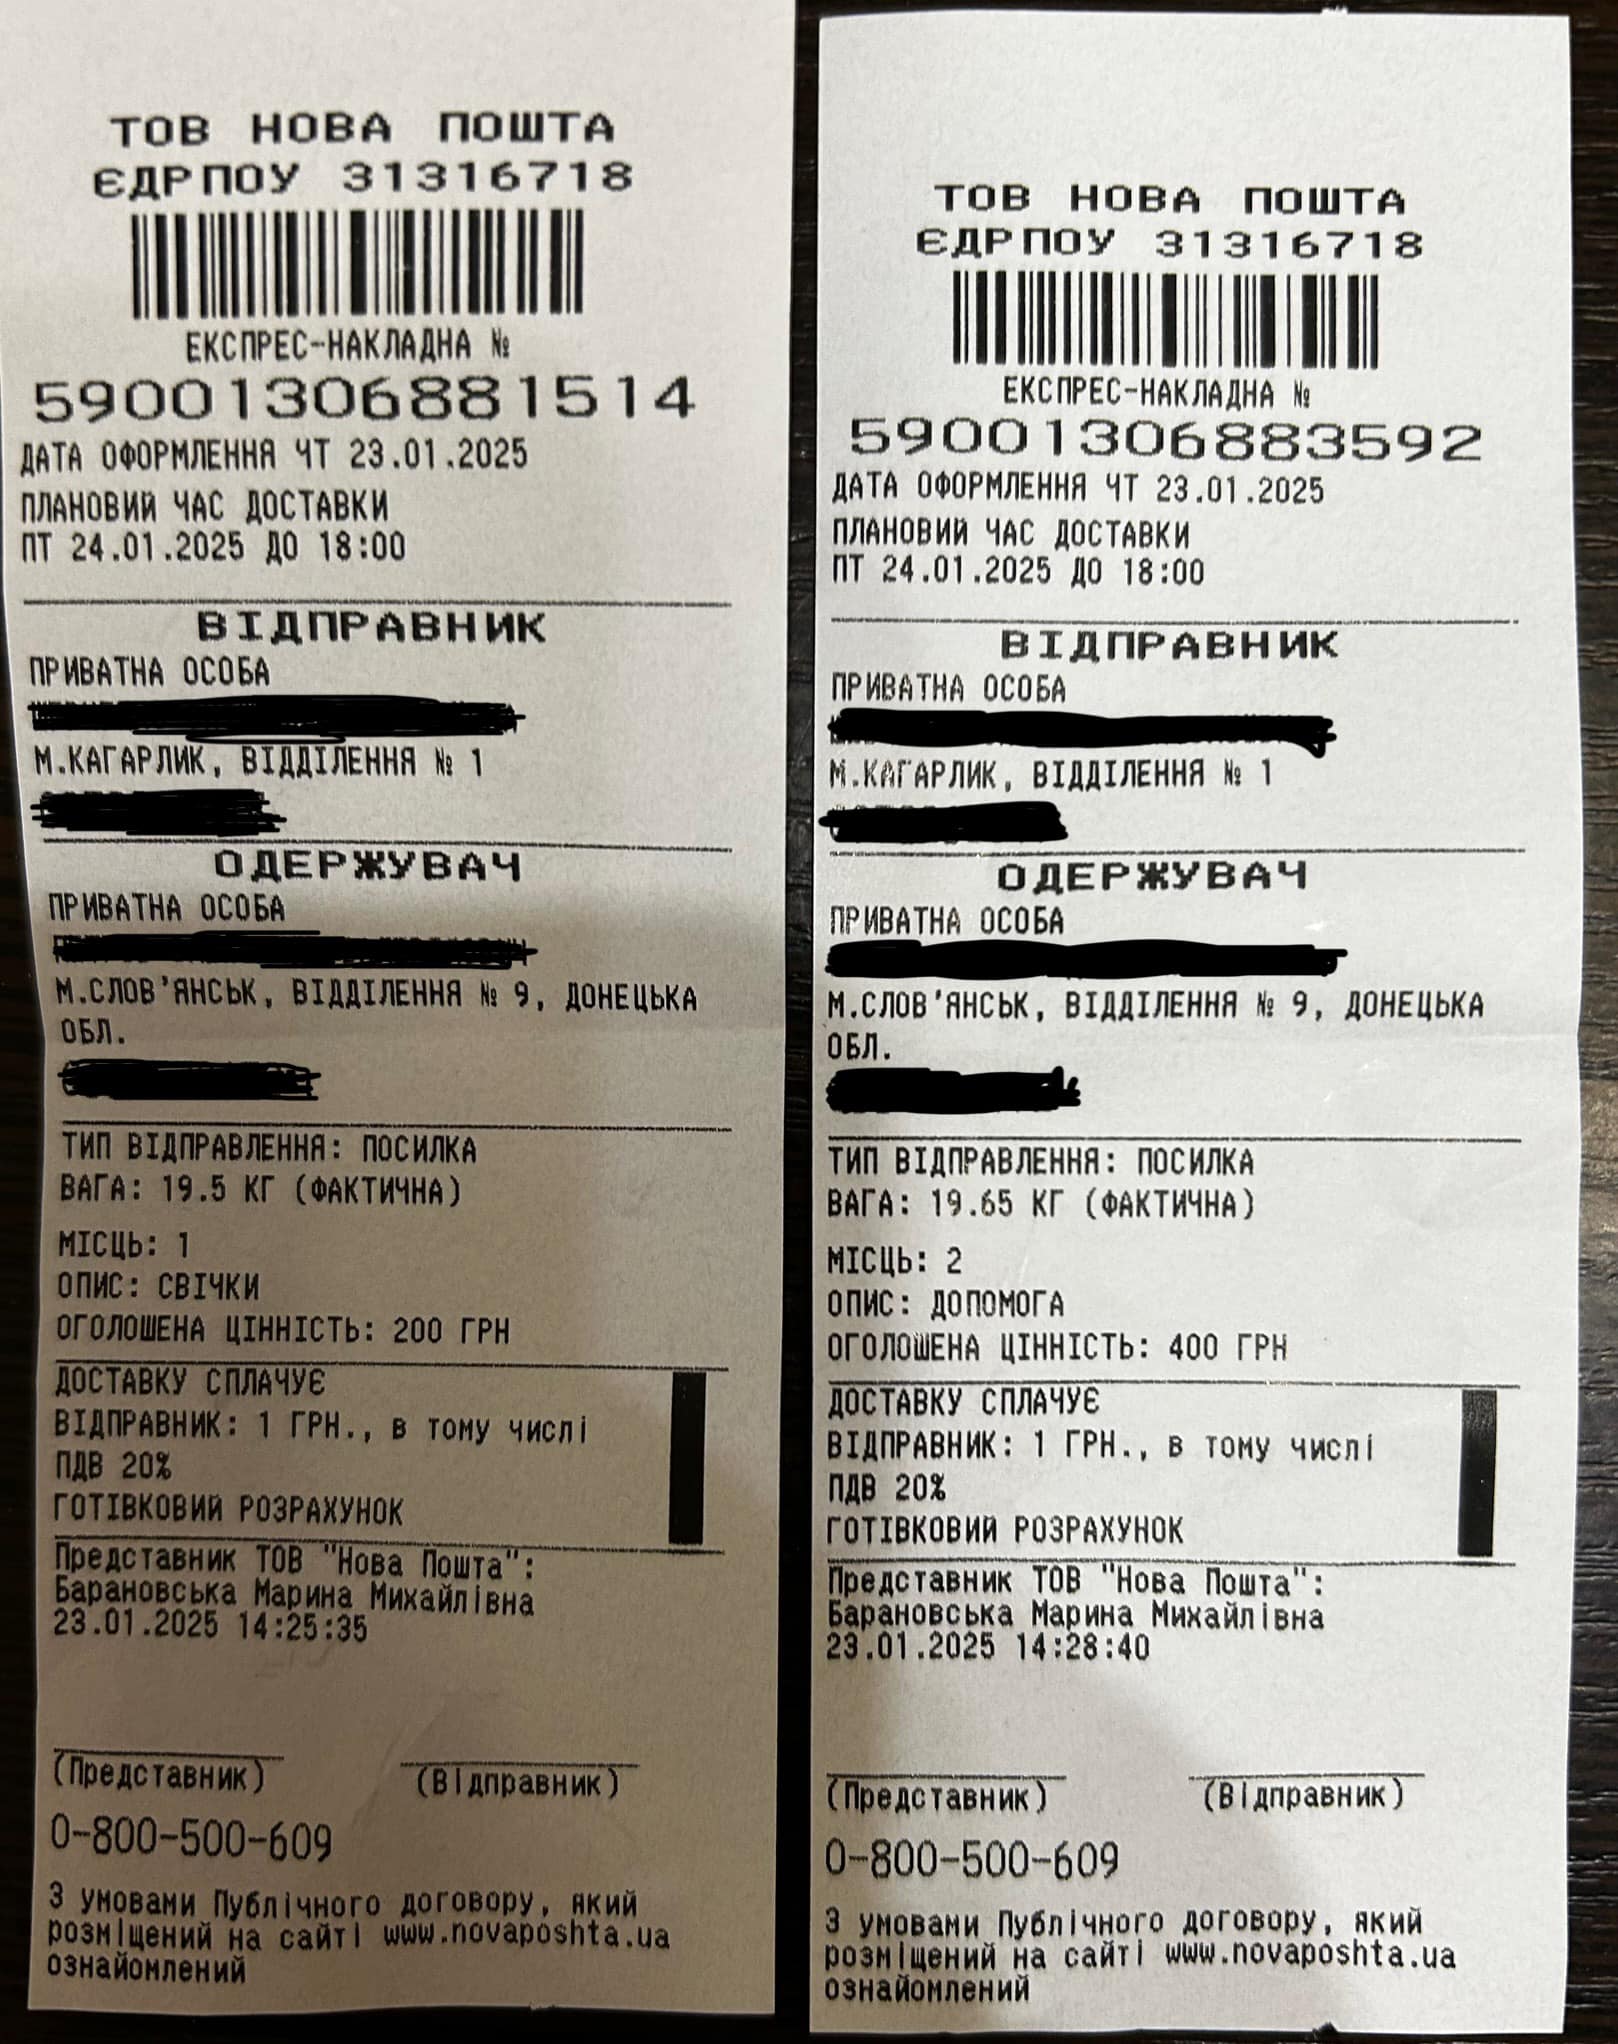 ТОВ НОВА ПОШТА
ЄДРПОУ 31316718
ЕКСПРЕС-НАКЛАДНА №
59001306881514
ДАТА ОФОРМЛЕННЯ ЧТ 23.01.2025
ПЛАНОВИЙ ЧАС ДОСТАВКИ
ПТ 24.01.2025 ДО 18:00
ВІДПРАВНИК
ПРИВАТНА ОСОБА
М.КАГАРЛИК, ВІДДІЛЕННЯ № 1
ОДЕРЖУВАЧ
ПРИВАТНА ОСОБА
М.СЛОВ'ЯНСЬК, ВІДДІЛЕННЯ № 9, ДОНЕЦЬКА
ОБЛ.
ТИП ВІДПРАВЛЕННЯ: ПОСИЛКА
ВАГА: 19.5 КГ (ФАКТИЧНА)
МІСЦЬ: 1
ОПИС: СВІЧКИ
ОГОЛОШЕНА ЦІННІСТЬ: 200 ГРН
ДОСТАВКУ СПЛАЧУЄ
ВІДПРАВНИК: 1 ГРН., в тому числі
ПДВ 20%
ГОТІВКОВИЙ РОЗРАХУНОК
Представник ТОВ "Нова Пошта":
Барановська Марина Михайлівна
23.01.2025 14:25:35
(Представник) (Відправник)
0-800-500-609
З умовами Публічного договору, який
розміщений на сайті www.novaposhta.ua
ознайомлений
ТОВ НОВА ПОШТА
ЄДРПОУ 31316718
ЕКСПРЕС-НАКЛАДНА №
59001306883592
ДАТА ОФОРМЛЕННЯ ЧТ 23.01.2025
ПЛАНОВИЙ ЧАС ДОСТАВКИ
ПТ 24.01.2025 ДО 18:00
ВІДПРАВНИК
ПРИВАТНА ОСОБА
М.КАГАРЛИК, ВІДДІЛЕННЯ № 1
ОДЕРЖУВАЧ
ПРИВАТНА ОСОБА
М.СЛОВ'ЯНСЬК, ВІДДІЛЕННЯ № 9, ДОНЕЦЬКА
ОБЛ.
ТИП ВІДПРАВЛЕННЯ: ПОСИЛКА
ВАГА: 19.65 КГ (ФАКТИЧНА)
МІСЦЬ: 2
ОПИС: ДОПОМОГА
ОГОЛОШЕНА ЦІННІСТЬ: 400 ГРН
ДОСТАВКУ СПЛАЧУЄ
ВІДПРАВНИК: 1 ГРН., в тому числі
ПДВ 20%
ГОТІВКОВИЙ РОЗРАХУНОК
Представник ТОВ "Нова Пошта":
Барановська Марина Михайлівна
23.01.2025 14:28:40
(Представник) (Відправник)
0-800-500-609
З умовами Публічного договору, який
розміщений на сайті www.novaposhta.ua
ознайомлений